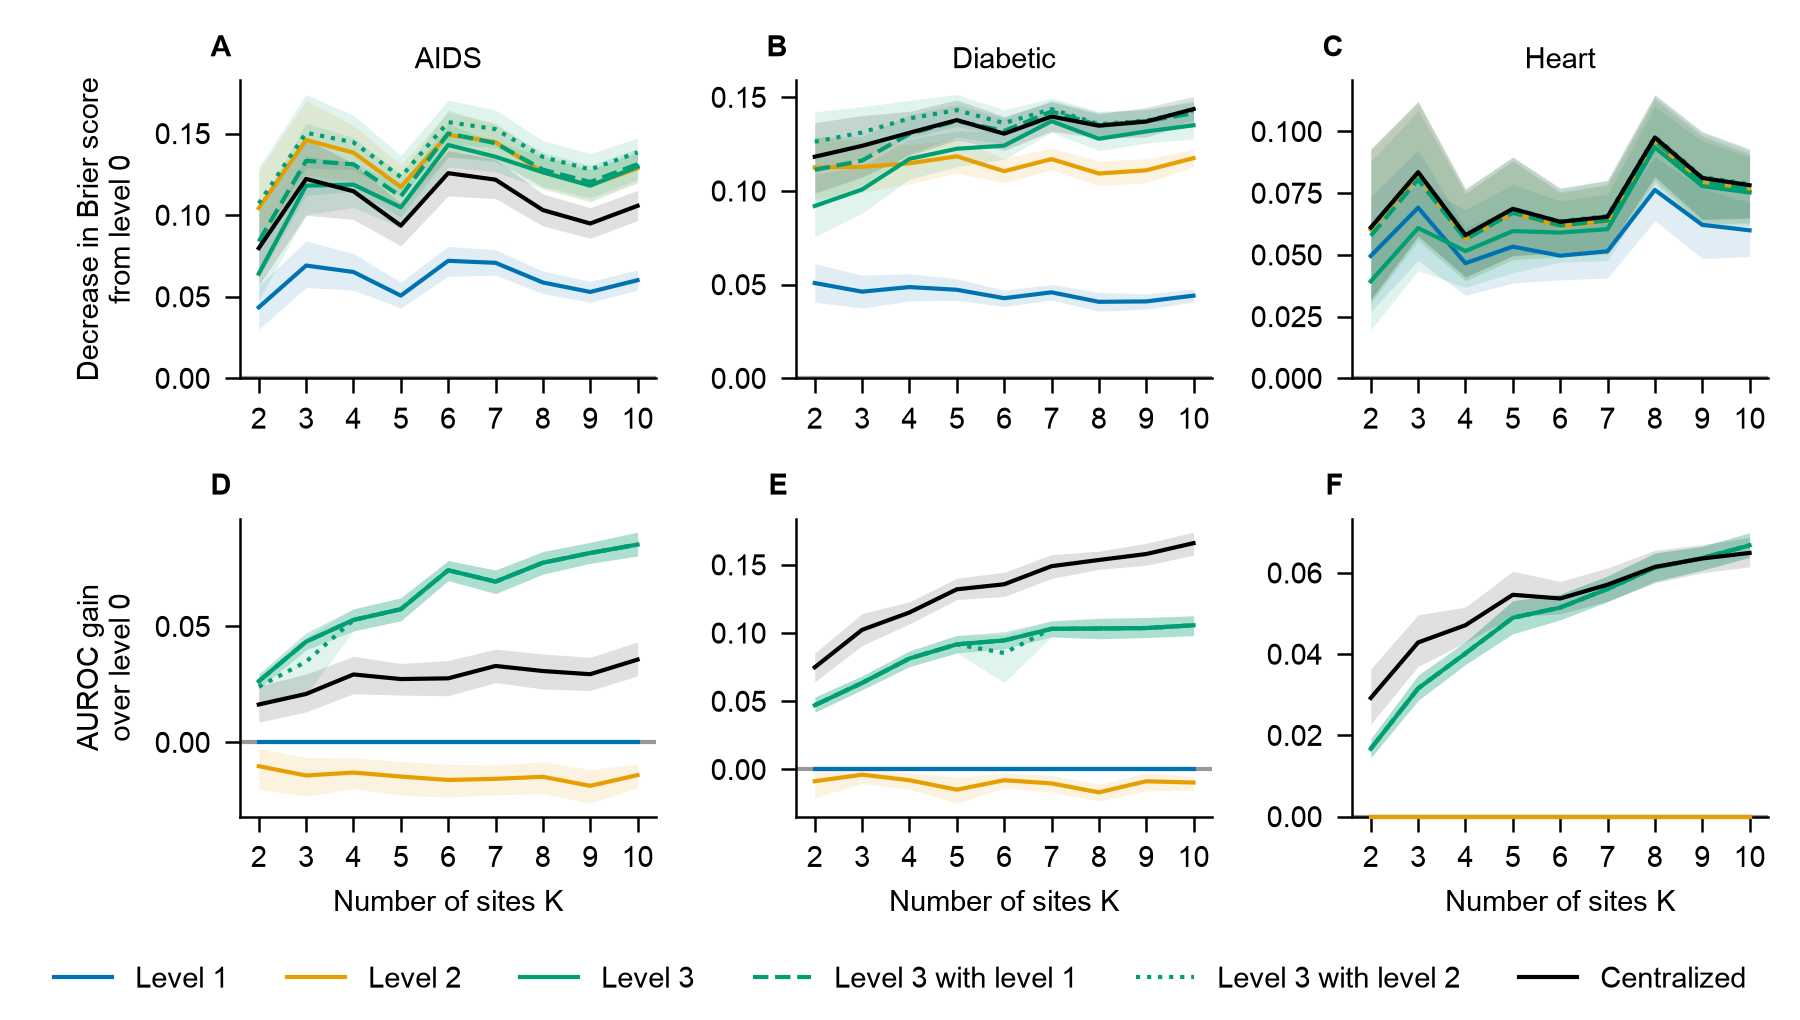 A
AIDS
B
Diabetic
C
Heart
Decrease in Brier score
from level 0
0.15
0.10
0.05
0.00
2 3 4 5 6 7 8 9 10
0.15
0.10
0.05
0.00
2 3 4 5 6 7 8 9 10
0.100
0.075
0.050
0.025
0.000
2 3 4 5 6 7 8 9 10
D
E
F
AUROC gain
over level 0
0.05
0.00
2 3 4 5 6 7 8 9 10
Number of sites K
0.15
0.10
0.05
0.00
2 3 4 5 6 7 8 9 10
Number of sites K
0.06
0.04
0.02
0.00
2 3 4 5 6 7 8 9 10
Number of sites K
Level 1
Level 2
Level 3
Level 3 with level 1
Level 3 with level 2
Centralized